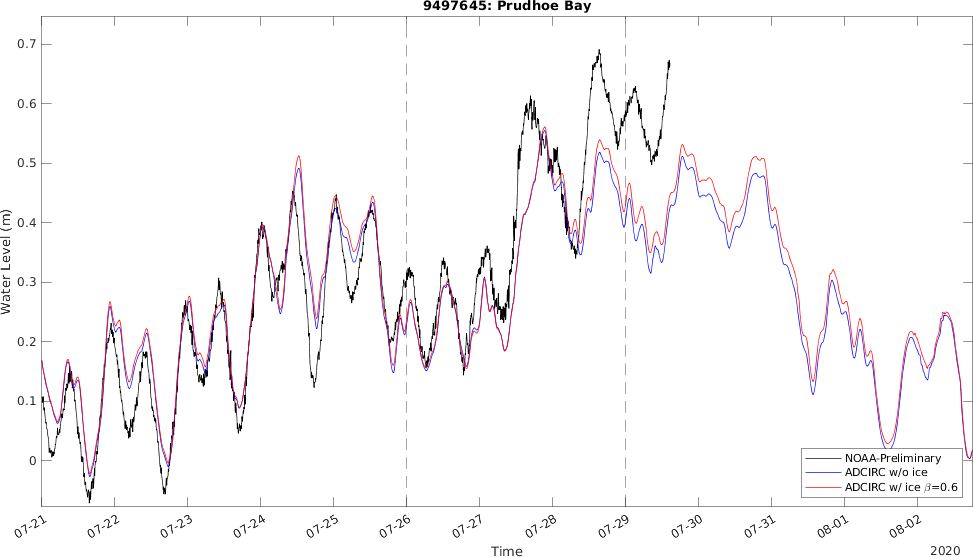 9497645: Prudhoe Bay
Water Level (m)
0.7
0.6
0.5
0.4
0.3
0.2
0.1
0
NOAA-Preliminary
ADCIRC w/o ice
ADCIRC w/ ice β=0.6
07-21 07-22 07-23 07-24 07-25 07-26 07-27 07-28 07-29 07-30 07-31 08-01 08-02
Time
2020